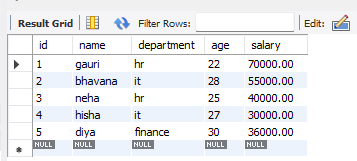 Result Grid Filter Rows: Edit:
id name department age salary
1 gauri hr 22 70000.00
2 bhavana it 28 55000.00
3 neha hr 25 40000.00
4 hisha it 27 30000.00
5 diya finance 30 36000.00
NULL NULL NULL NULL NULL